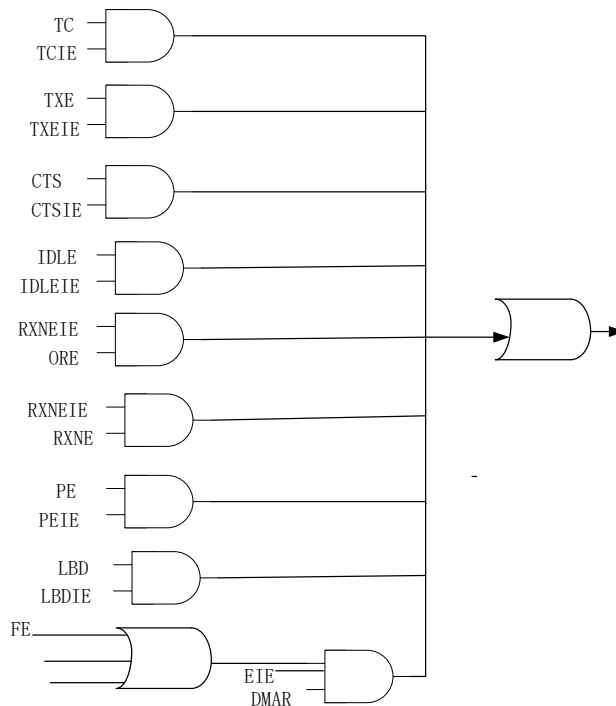 TC
TCIE
TXE
TXEIE
CTS
CTSIE
IDLE
IDLEIE
RXNEIE
ORE
RXNEIE
RXNE
PE
PEIE
LBD
LBDIE
FE
EIE
DMAR